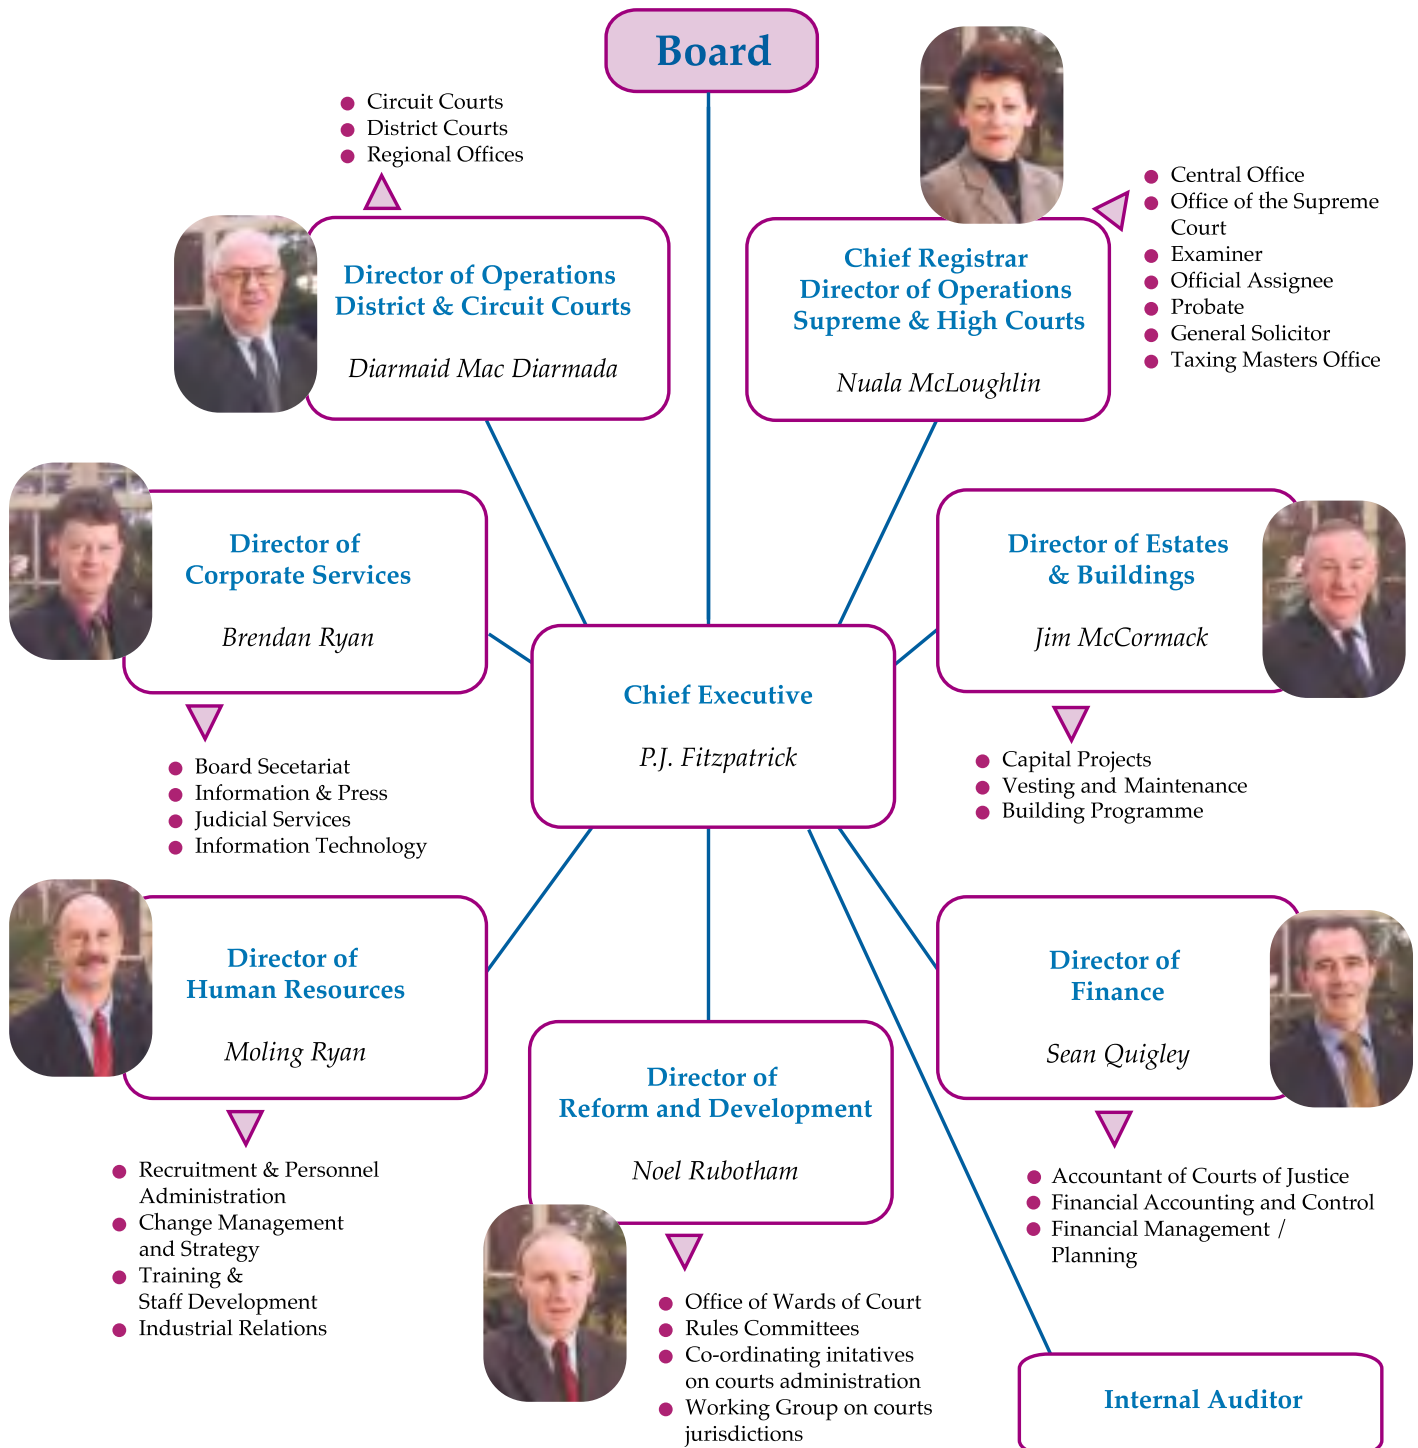 Board
Circuit Courts
District Courts
Regional Offices
Director of Operations
District & Circuit Courts
Diarmaid Mac Diarmada
Chief Registrar
Director of Operations
Supreme & High Courts
Nuala McLoughlin
Central Office
Office of the Supreme
Court
Examiner
Official Assignee
Probate
General Solicitor
Taxing Masters Office
Director of
Corporate Services
Brendan Ryan
Board Secetariat
Information & Press
Judicial Services
Information Technology
Director of Estates
& Buildings
Jim McCormack
Capital Projects
Vesting and Maintenance
Building Programme
Chief Executive
P.J. Fitzpatrick
Director of
Human Resources
Moling Ryan
Recruitment & Personnel
Administration
Change Management
and Strategy
Training &
Staff Development
Industrial Relations
Director of
Reform and Development
Noel Rubotham
Office of Wards of Court
Rules Committees
Co-ordinating initatives
on courts administration
Working Group on courts
jurisdictions
Director of
Finance
Sean Quigley
Accountant of Courts of Justice
Financial Accounting and Control
Financial Management /
Planning
Internal Auditor